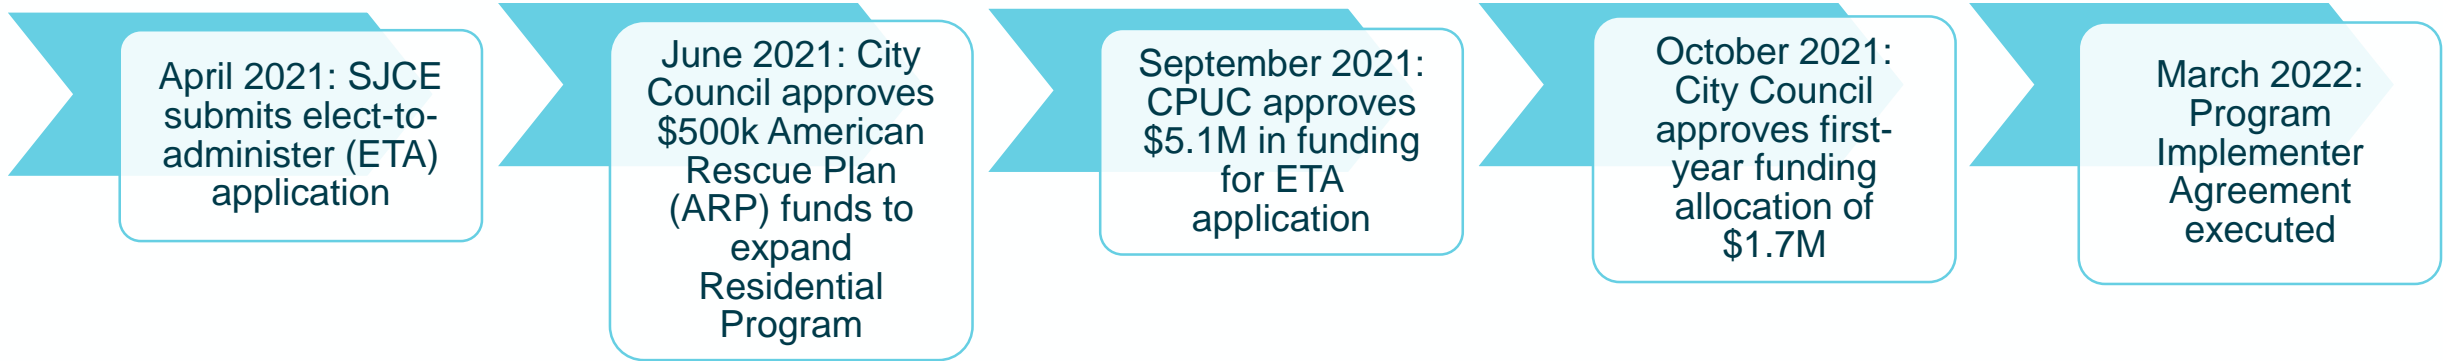 April 2021: SJCE
submits elect-to-
administer (ETA)
application
June 2021: City
Council approves
$500k American
Rescue Plan
(ARP) funds to
expand
Residential
Program
September 2021:
CPUC approves
$5.1M in funding
for ETA
application
October 2021:
City Council
approves first-
year funding
allocation of
$1.7M
March 2022:
Program
Implementer
Agreement
executed